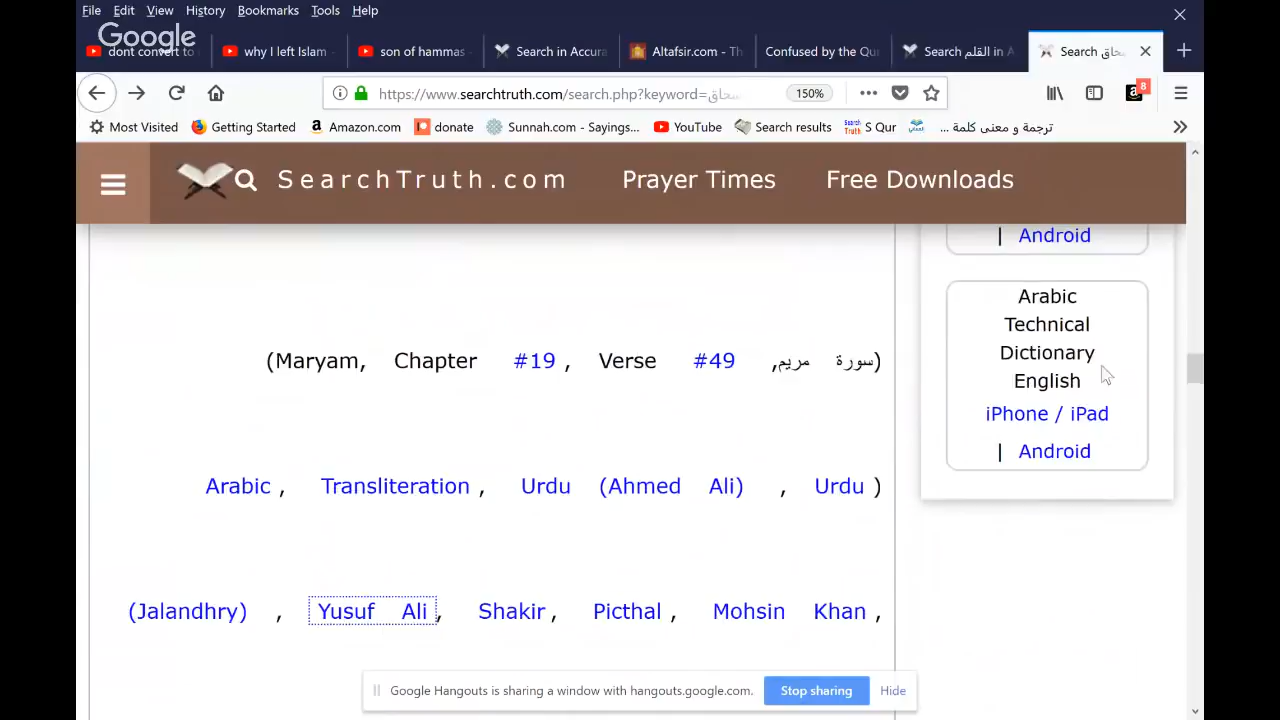 File Edit View History Bookmarks Tools Help
Google
dont convert to
why I left Islam
son of hammas
Search in Accura
Altafsir.com - Th
Confused by the Qu
Search القلم in A
Search سحاق
https://www.searchtruth.com/search.php?keyword=سحاق
150%
8
Most Visited Getting Started Amazon.com donate Sunnah.com - Sayings... YouTube Search results S Qur ترجمة و معنى كلمة ...
SearchTruth.com Prayer Times Free Downloads
| Android
Arabic
Technical
Dictionary
English
iPhone / iPad
| Android
(Maryam, Chapter #19, Verse #49 ,سورة مريم)
Arabic, Transliteration, Urdu (Ahmed Ali) , Urdu )
(Jalandhry) , Yusuf Ali, Shakir, Picthal, Mohsin Khan,
Google Hangouts is sharing a window with hangouts.google.com. Stop sharing Hide